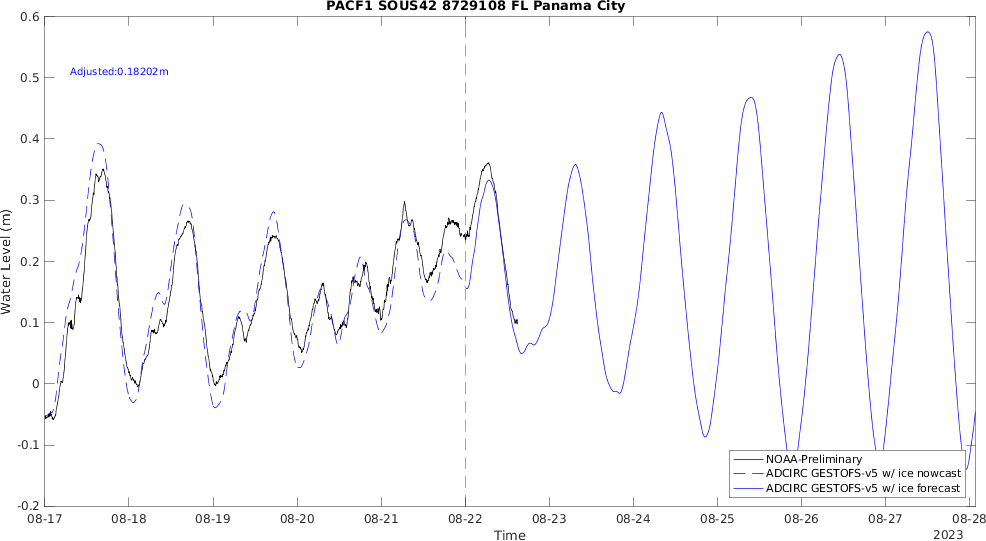 PACF1 SOUS42 8729108 FL Panama City
Adjusted:0.18202m
Water Level (m)
0.6
0.5
0.4
0.3
0.2
0.1
0
-0.1
-0.2
NOAA-Preliminary
ADCIRC GESTOFS-v5 w/ ice nowcast
ADCIRC GESTOFS-v5 w/ ice forecast
08-17 08-18 08-19 08-20 08-21 08-22 08-23 08-24 08-25 08-26 08-27 08-28
Time
2023